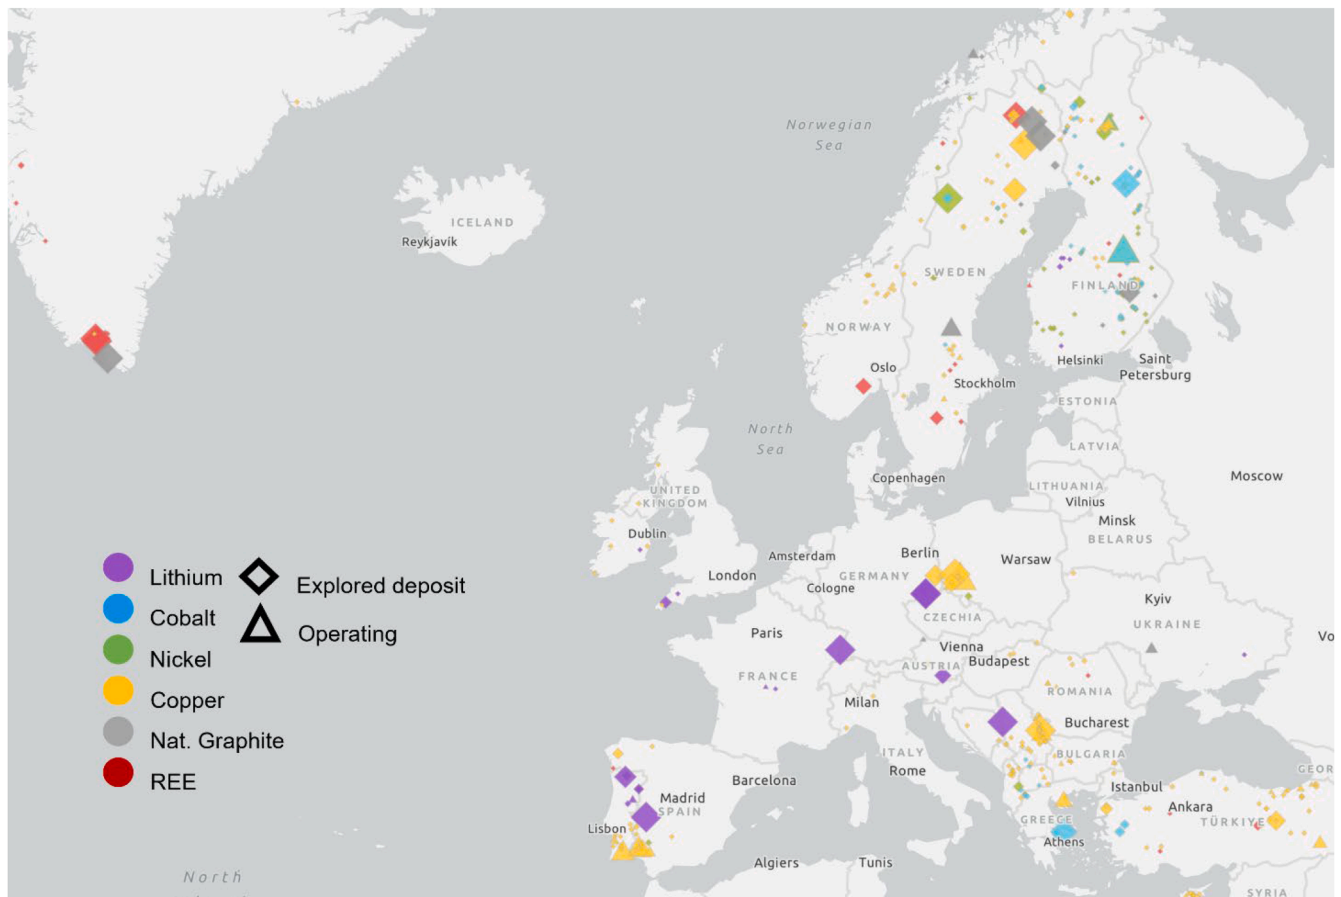 Norwegian
Sea
ICELAND
Reykjavík
SWEDEN
FINLAND
NORWAY
Oslo
Helsinki
Saint
Petersburg
Stockholm
ESTONIA
North
Sea
LATVIA
Copenhagen
Moscow
UNITED
KINGDOM
LITHUANIA
Vilnius
Minsk
BELARUS
Dublin
Amsterdam
Berlin
Warsaw
London
GERMANY
Cologne
Kyiv
UKRAINE
CZECHIA
Paris
Vo
Vienna
Budapest
AUSTRIA
FRANCE
ROMANIA
Milan
Bucharest
ITALY
BULGARIA
Rome
GEOR
Barcelona
Istanbul
Madrid
SPAIN
Ankara
TÜRKIYE
Lisbon
GREECE
Athens
Algiers
Tunis
North
SYRIA
Lithium
Explored deposit
Cobalt
Operating
Nickel
Copper
Nat. Graphite
REE